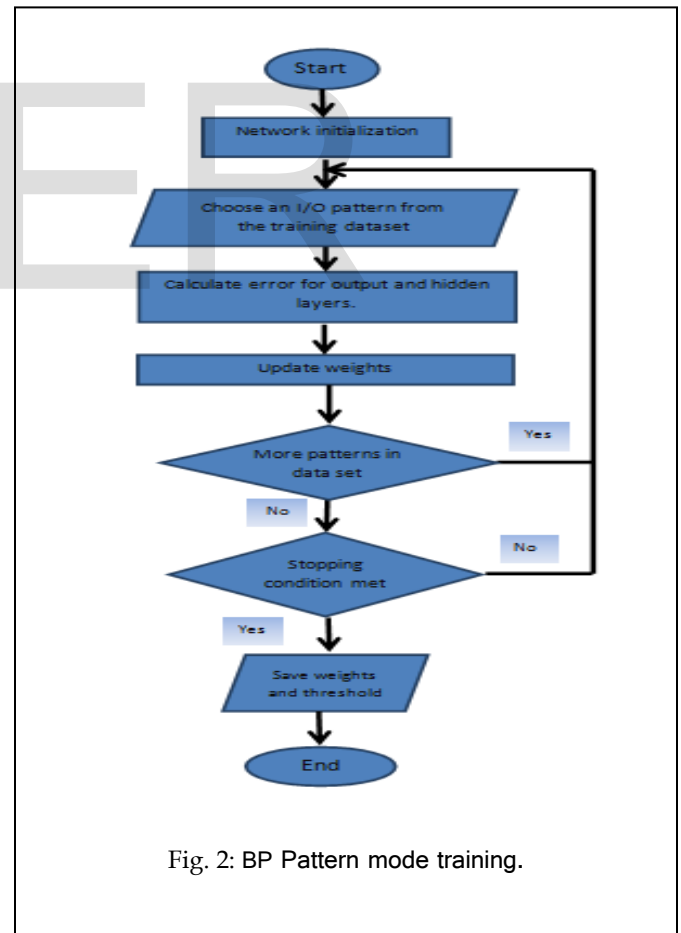 Start
Network initialization
Choose an I/O pattern from
the training dataset
Calculate error for output and hidden
layers.
Update weights
More patterns in
data set
Yes
No
Stopping
condition met
No
Yes
Save weights
and threshold
End
Fig. 2: BP Pattern mode training.
ER